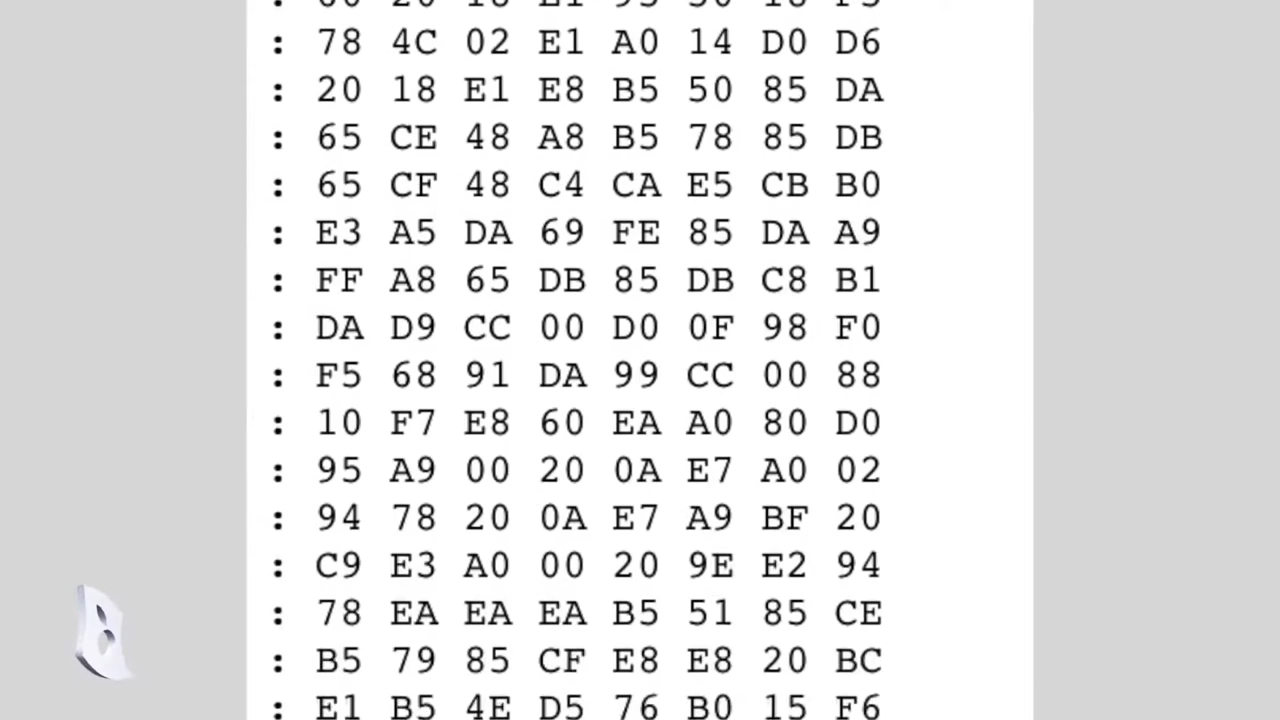 : 78 4C 02 E1 A0 14 D0 D6
: 20 18 E1 E8 B5 50 85 DA
: 65 CE 48 A8 B5 78 85 DB
: 65 CF 48 C4 CA E5 CB B0
: E3 A5 DA 69 FE 85 DA A9
: FF A8 65 DB 85 DB C8 B1
: DA D9 CC 00 D0 0F 98 F0
: F5 68 91 DA 99 CC 00 88
: 10 F7 E8 60 EA A0 80 D0
: 95 A9 00 20 0A E7 A0 02
: 94 78 20 0A E7 A9 BF 20
: C9 E3 A0 00 20 9E E2 94
: 78 EA EA EA B5 51 85 CE
: B5 79 85 CF E8 E8 20 BC
: E1 B5 4E D5 76 B0 15 F6